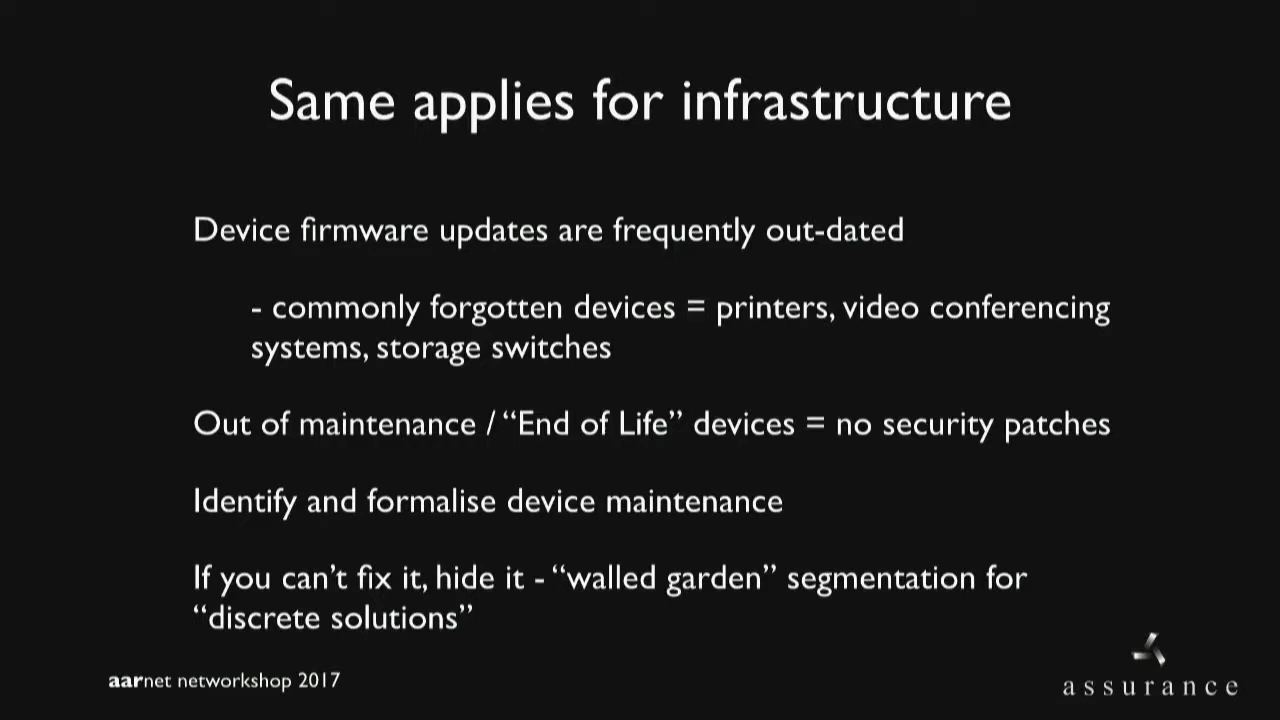 Same applies for infrastructure
Device firmware updates are frequently out-dated
- commonly forgotten devices = printers, video conferencing
systems, storage switches
Out of maintenance / “End of Life” devices = no security patches
Identify and formalise device maintenance
If you can’t fix it, hide it - “walled garden” segmentation for
“discrete solutions”
aarnet networkshop 2017
assurance